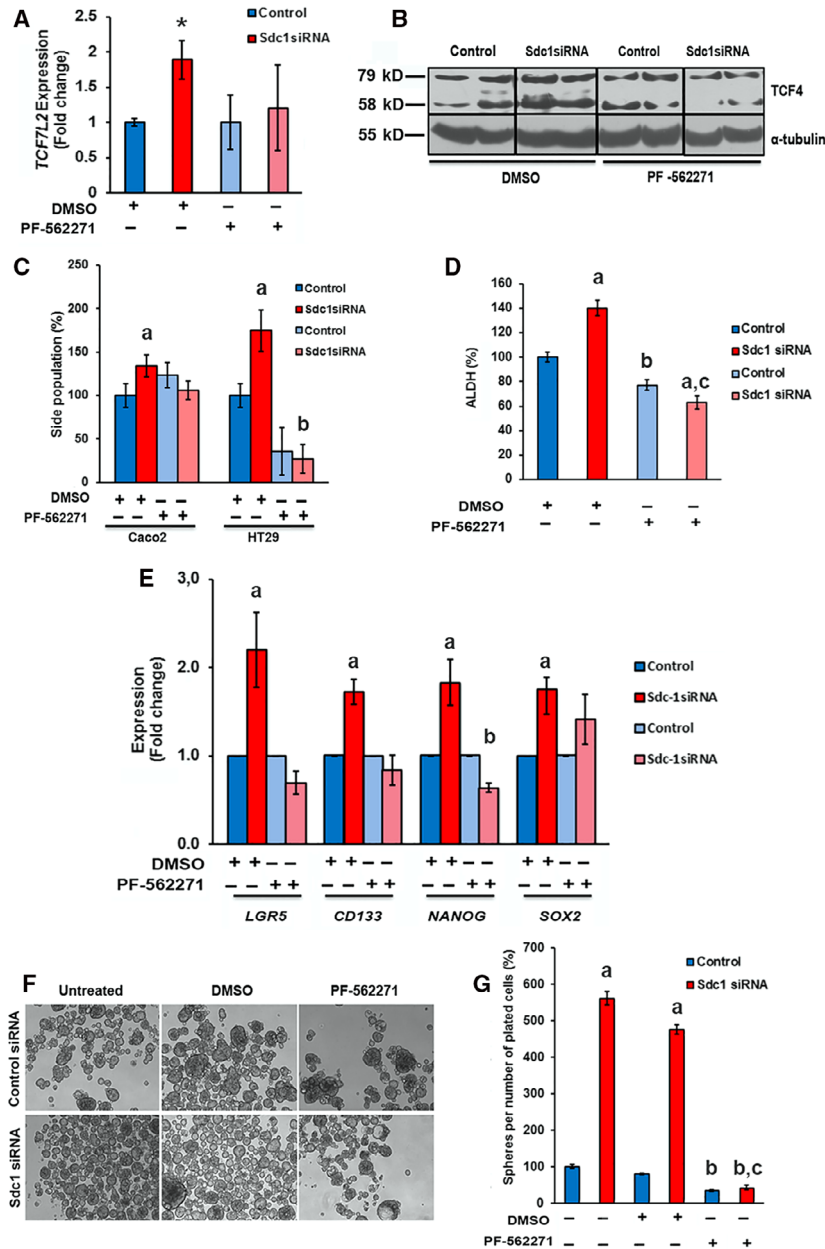 A
TCF7L2 Expression
(Fold change)
2.5
2
1.5
1
0.5
0
*
Control
Sdc1siRNA
DMSO + + – –
PF-562271 – – + +
B
Control Sdc1siRNA Control Sdc1siRNA
79 kD
58 kD
55 kD
TCF4
α-tubulin
DMSO PF -562271
C
Side population (%)
250
200
150
100
50
0
a a b
Control
Sdc1siRNA
Control
Sdc1siRNA
DMSO + + – – + + – –
PF-562271 – – + + – – + +
Caco2 HT29
D
ALDH (%)
160
140
120
100
80
60
40
20
0
a b a,c
Control
Sdc1 siRNA
Control
Sdc1 siRNA
DMSO + + – –
PF-562271 – – + +
E
Expression
(Fold change)
3,0
2.0
1.0
0.0
a a a b a
Control
Sdc-1siRNA
Control
Sdc-1siRNA
DMSO + + – – + + – – + + – – + + – –
PF-562271 – – + + – – + + – – + + – – + +
LGR5 CD133 NANOG SOX2
F
Untreated DMSO PF-562271
Control siRNA
Sdc1 siRNA
G
Spheres per number of plated cells (%)
700
600
500
400
300
200
100
0
a a b b,c
Control
Sdc1 siRNA
DMSO – – + + – –
PF-562271 – – – – + +